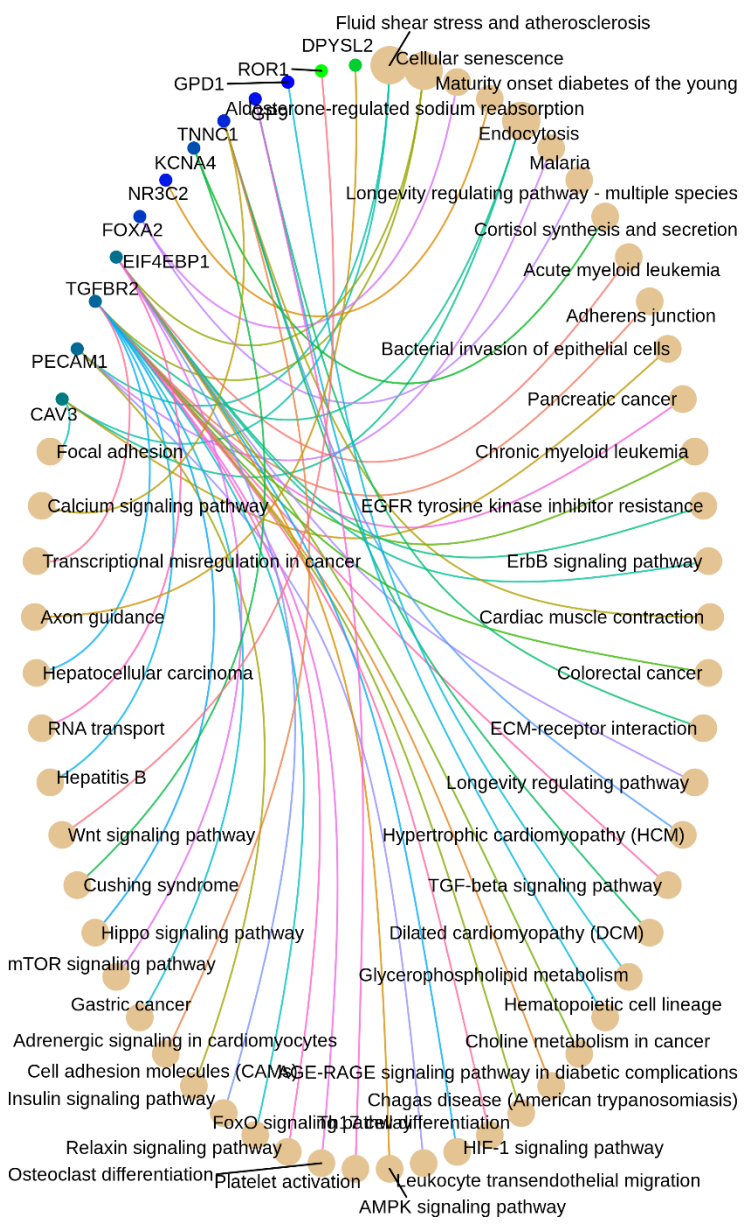 Fluid shear stress and atherosclerosis
DPYSL2
Cellular senescence
ROR1
Maturity onset diabetes of the young
GPD1
Aldosterone-regulated sodium reabsorption
GP9
TNNC1
Endocytosis
KCNA4
Malaria
NR3C2
Longevity regulating pathway - multiple species
FOXA2
Cortisol synthesis and secretion
EIF4EBP1
Acute myeloid leukemia
TGFBR2
Adherens junction
PECAM1
Bacterial invasion of epithelial cells
CAV3
Pancreatic cancer
Focal adhesion
Chronic myeloid leukemia
Calcium signaling pathway
EGFR tyrosine kinase inhibitor resistance
Transcriptional misregulation in cancer
ErbB signaling pathway
Axon guidance
Cardiac muscle contraction
Hepatocellular carcinoma
Colorectal cancer
RNA transport
ECM-receptor interaction
Hepatitis B
Longevity regulating pathway
Wnt signaling pathway
Hypertrophic cardiomyopathy (HCM)
Cushing syndrome
TGF-beta signaling pathway
Hippo signaling pathway
Dilated cardiomyopathy (DCM)
mTOR signaling pathway
Glycerophospholipid metabolism
Gastric cancer
Hematopoietic cell lineage
Adrenergic signaling in cardiomyocytes
Choline metabolism in cancer
Cell adhesion molecules (CAMs)
AGE-RAGE signaling pathway in diabetic complications
Insulin signaling pathway
Chagas disease (American trypanosomiasis)
FoxO signaling pathway
Th17 cell differentiation
Relaxin signaling pathway
HIF-1 signaling pathway
Osteoclast differentiation
Platelet activation
Leukocyte transendothelial migration
AMPK signaling pathway